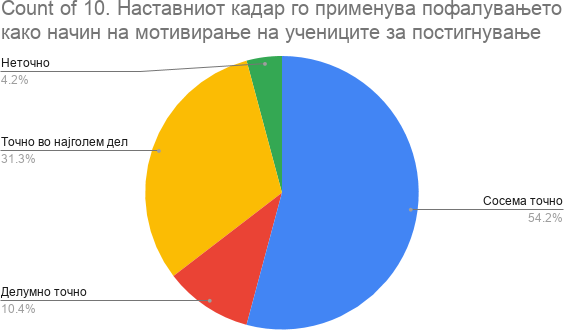 Count of 10. Наставниот кадар го применува пофалувањето
како начин на мотивирање на учениците за постигнување
Неточно
4.2%
Точно во најголем дел
31.3%
Сосема точно
54.2%
Делумно точно
10.4%